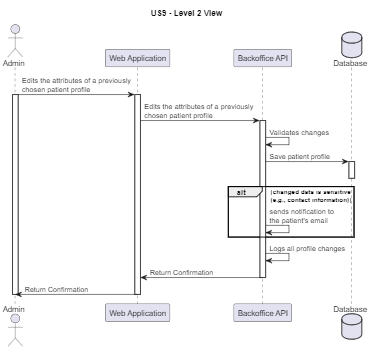 US9 - Level 2 View
Admin
Web Application
Backoffice API
Database
Edits the attributes of a previously
chosen patient profile
Edits the attributes of a previously
chosen patient profile
Validates changes
Save patient profile
alt
[changed data is sensitive
(e.g., contact information)]
sends notification to
the patient's email
Logs all profile changes
Return Confirmation
Return Confirmation
Admin
Web Application
Backoffice API
Database